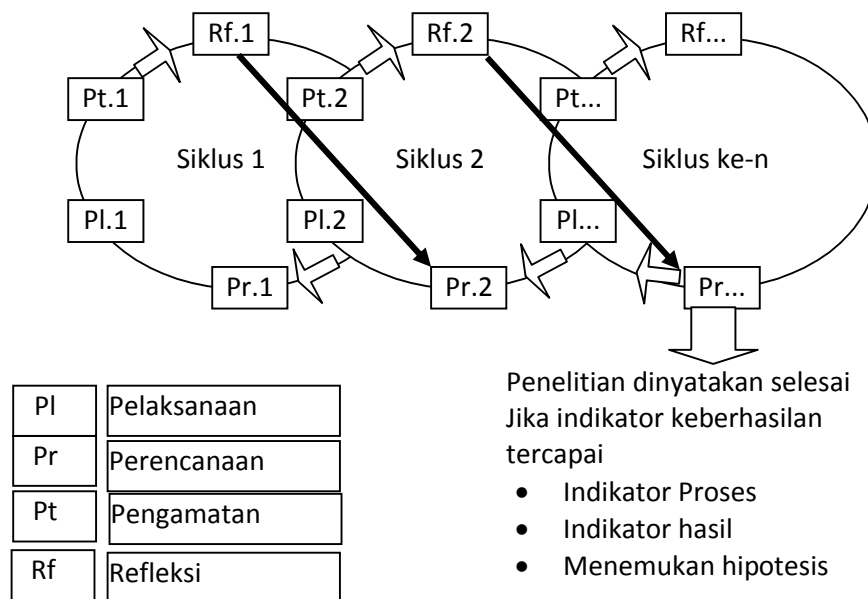 Rf.1
Rf.2
Rf...
Pt.1
Pt.2
Pt...
Siklus 1
Siklus 2
Siklus ke-n
Pl.1
Pl.2
Pl...
Pr.1
Pr.2
Pr...
Pl Pelaksanaan
Pr Perencanaan
Pt Pengamatan
Rf Refleksi
Penelitian dinyatakan selesai
Jika indikator keberhasilan
tercapai
• Indikator Proses
• Indikator hasil
• Menemukan hipotesis